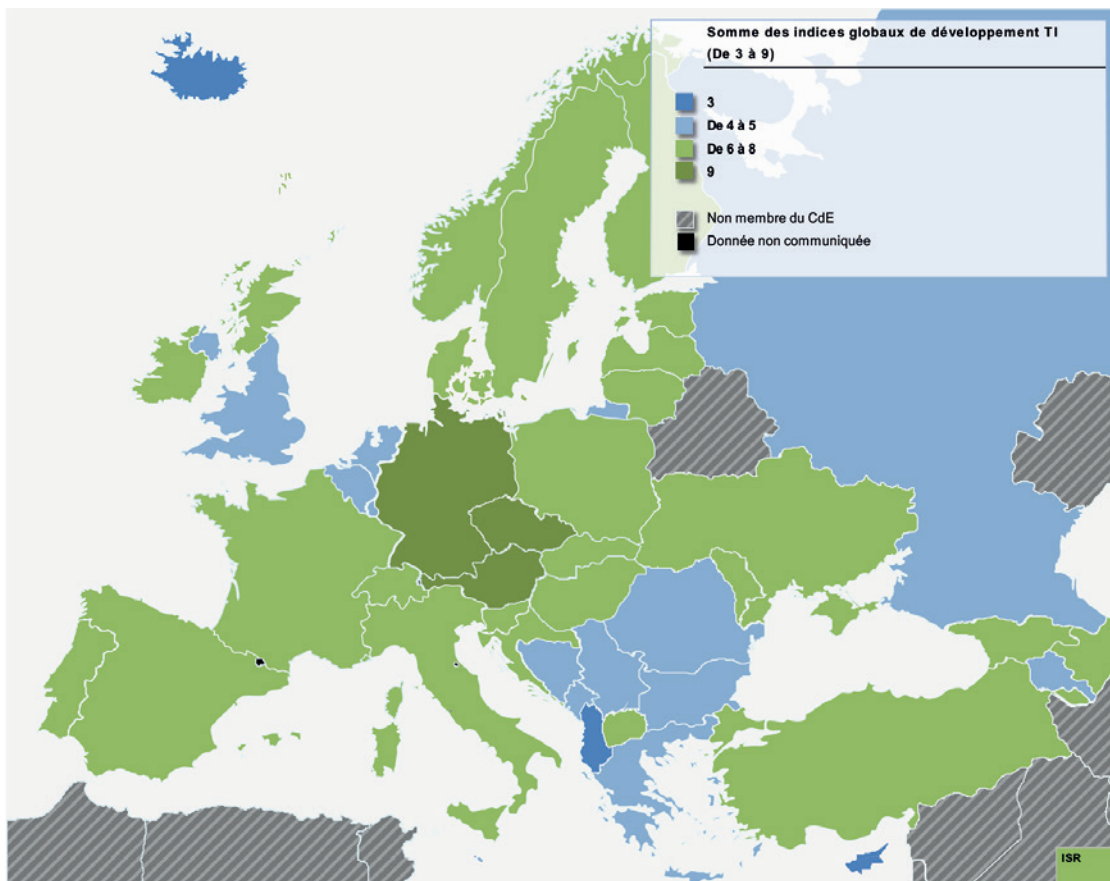 Somme des indices globaux de développement TI
(De 3 à 9)
3
De 4 à 5
De 6 à 8
9
Non membre du CdE
Donnée non communiquée
ISR